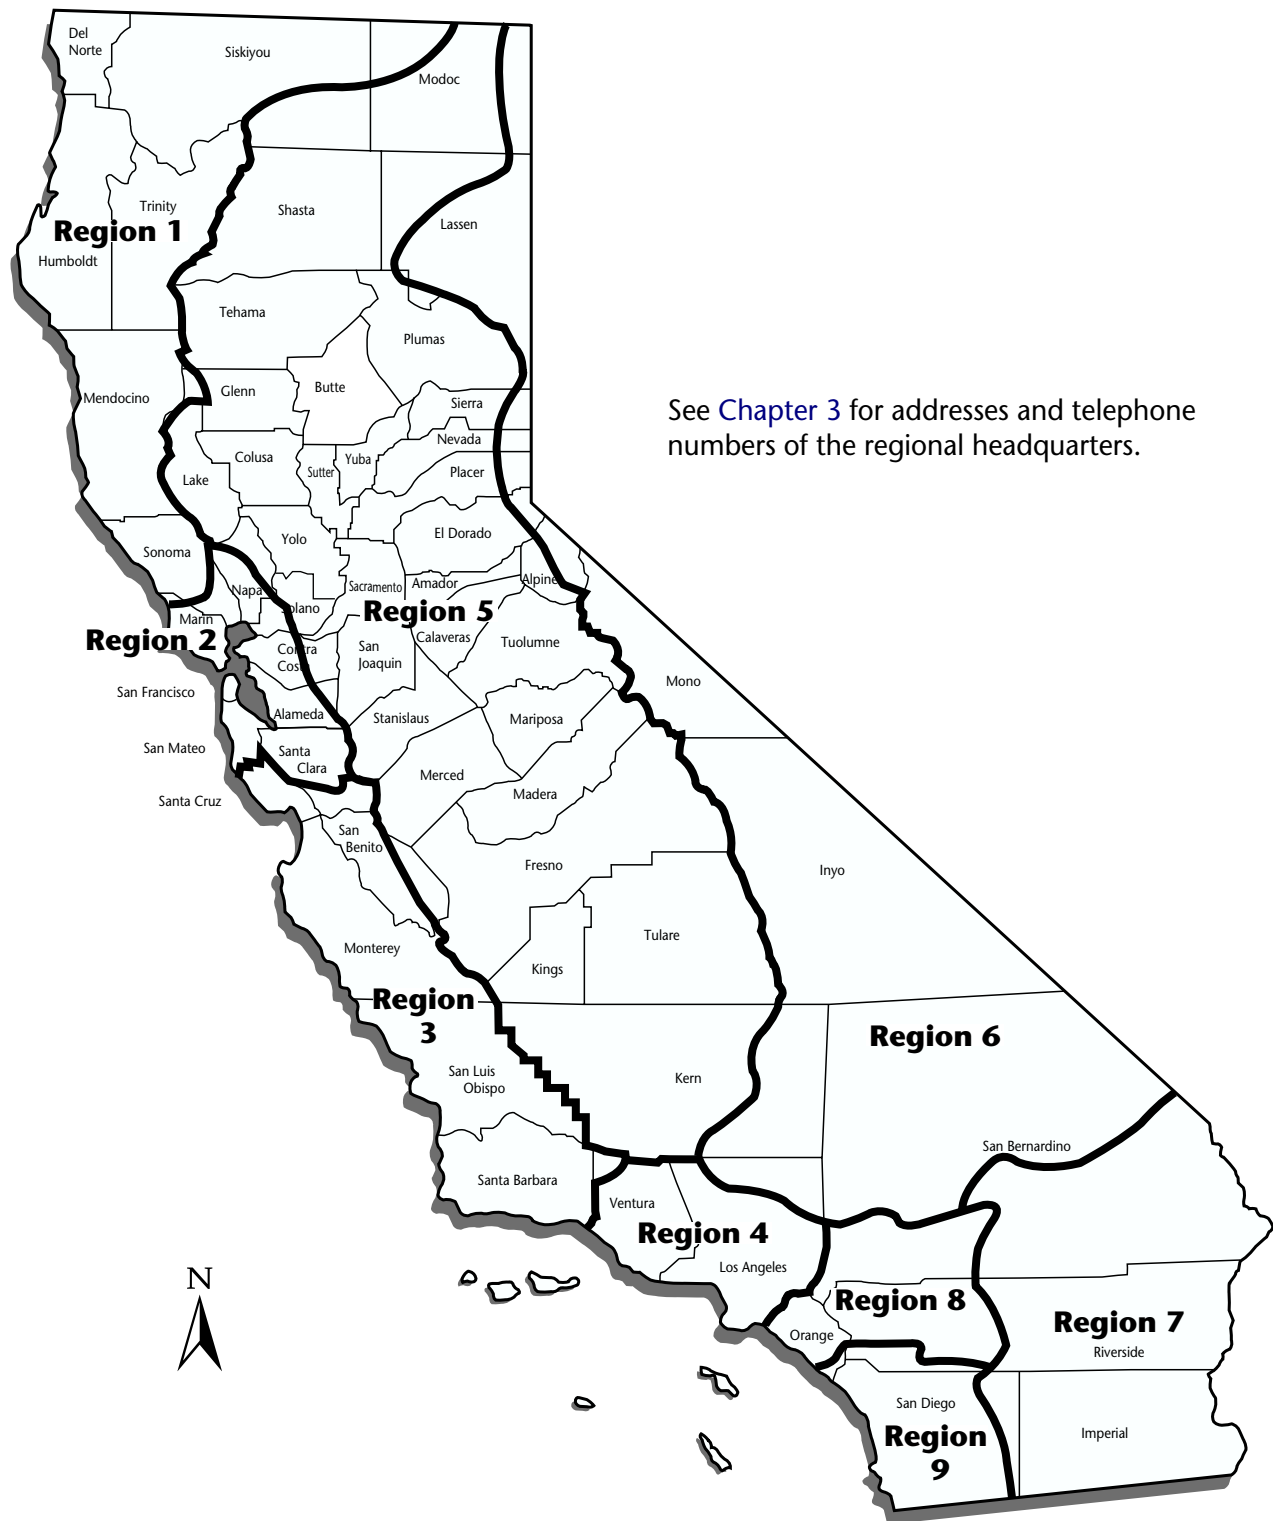 Del
Norte
Siskiyou
Modoc
Trinity
Shasta
Lassen
Region 1
Humboldt
Tehama
Plumas
Mendocino
Glenn
Butte
Sierra
See Chapter 3 for addresses and telephone
numbers of the regional headquarters.
Nevada
Colusa
Sutter
Yuba
Placer
Lake
El Dorado
Yolo
Sonoma
Napa
Solano
Sacramento
Amador
Alpine
Marin
Region 5
Region 2
Calaveras
Tuolumne
Contra
Costa
San
Joaquin
Mono
San Francisco
Alameda
Stanislaus
Mariposa
San Mateo
Santa
Clara
Merced
Madera
Santa Cruz
San
Benito
Fresno
Inyo
Monterey
Tulare
Kings
Region
3
Region 6
San Luis
Obispo
Kern
San Bernardino
Santa Barbara
Ventura
Region 4
Los Angeles
N
Region 8
Region 7
Orange
Riverside
San Diego
Region
9
Imperial